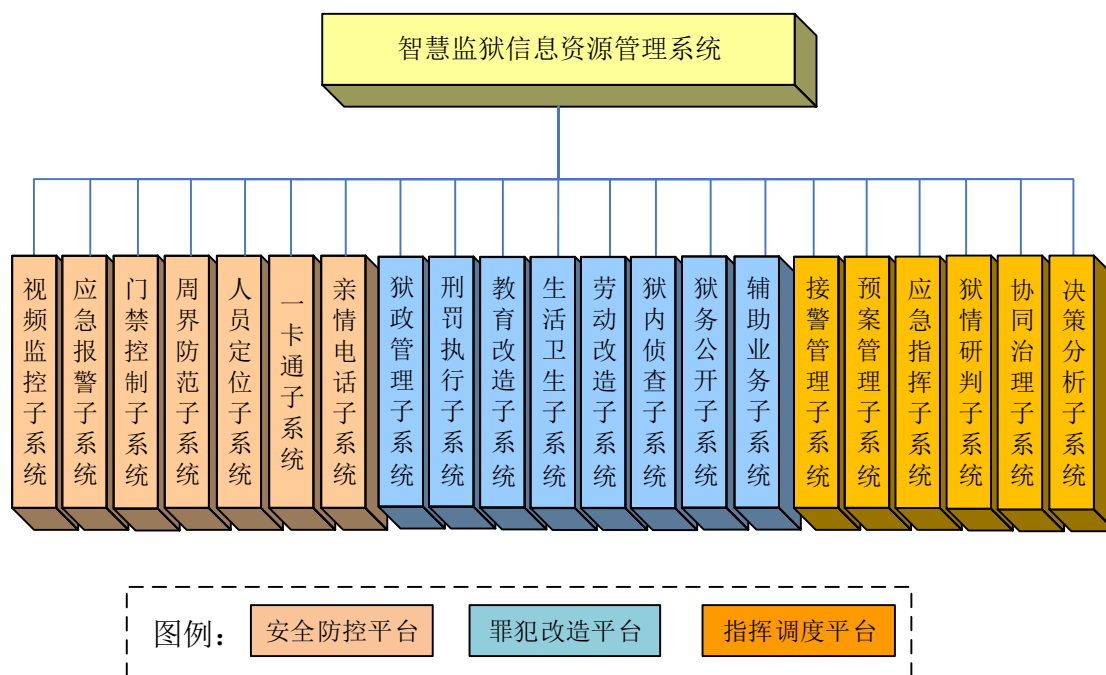 智慧监狱信息资源管理系统
视频监控子系统
应急报警子系统
门禁控制子系统
周界防范子系统
人员定位子系统
一卡通子系统
亲情电话子系统
狱政管理子系统
刑罚执行子系统
教育改造子系统
生活卫生子系统
劳动改造子系统
狱内侦查子系统
狱务公开子系统
辅助业务子系统
接警管理子系统
预案管理子系统
应急指挥子系统
狱情研判子系统
协同治理子系统
决策分析子系统
图例：
安全防控平台
罪犯改造平台
指挥调度平台